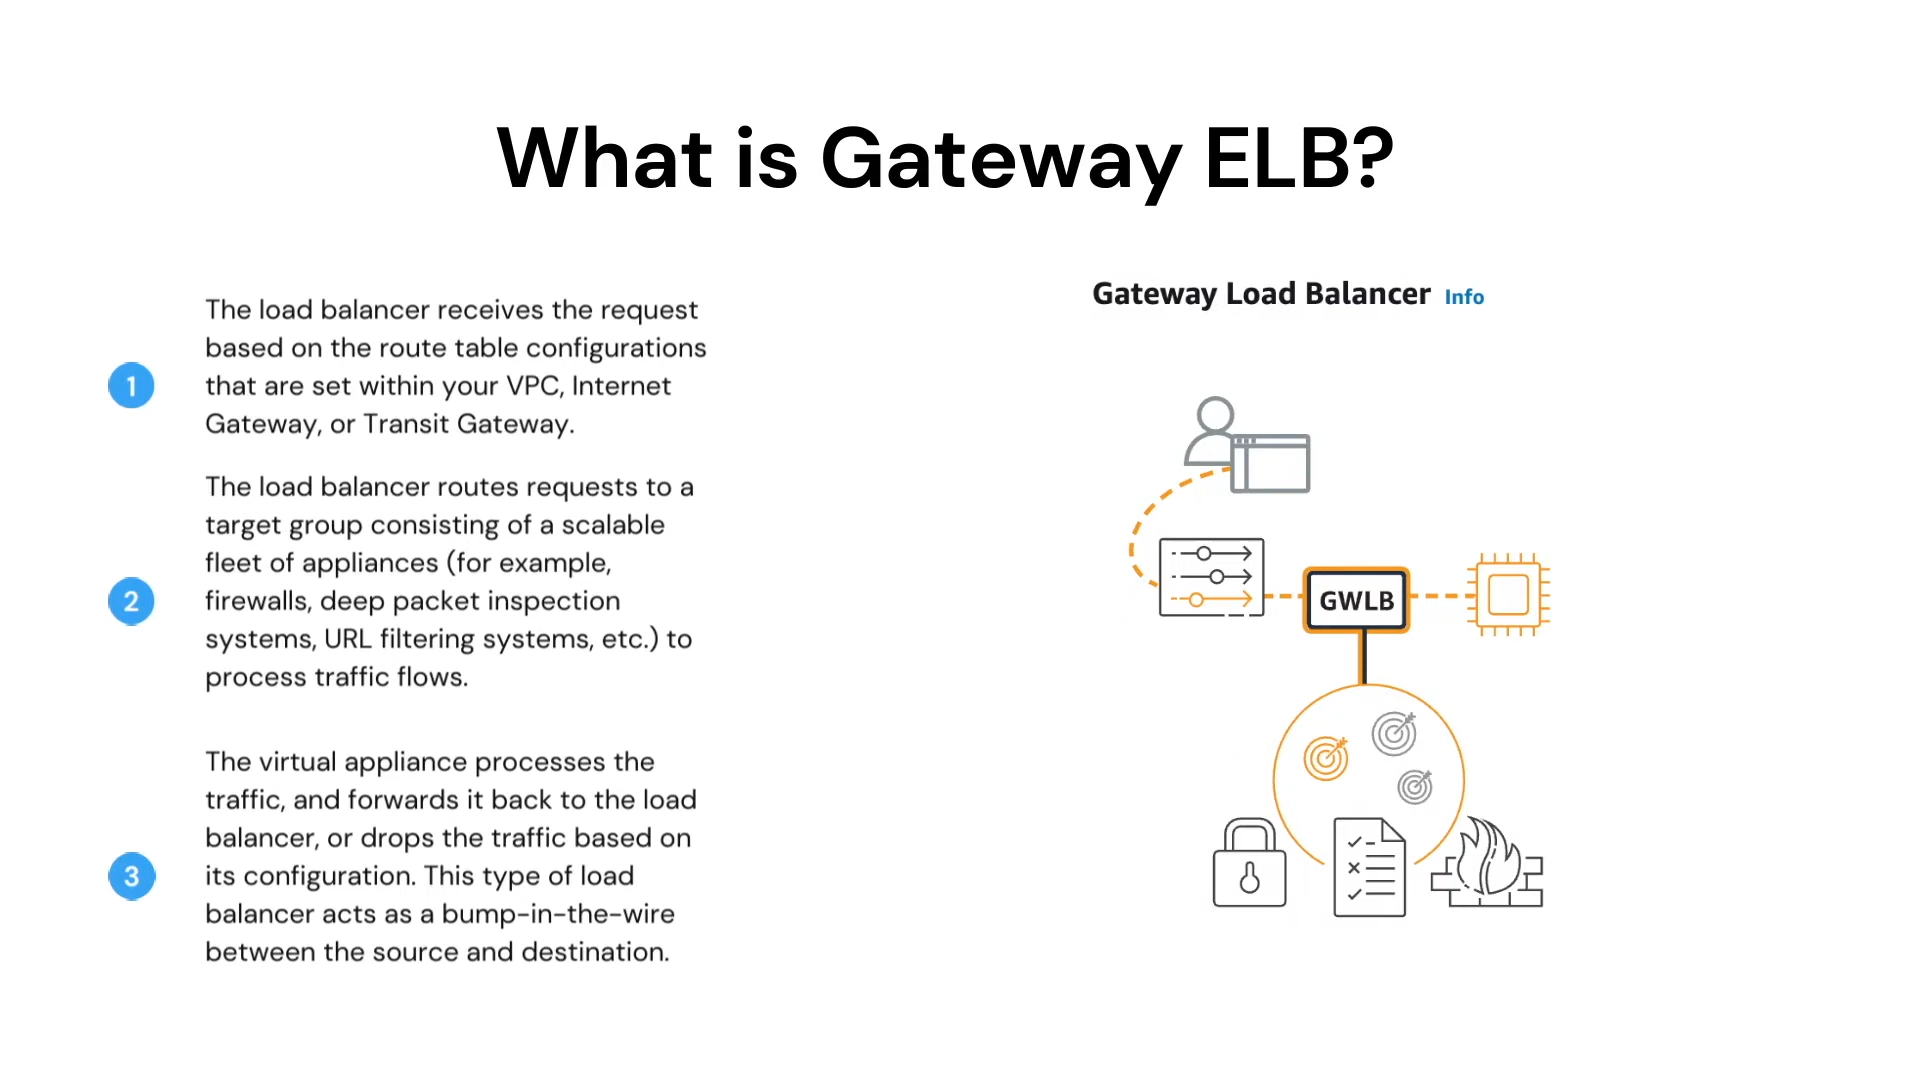 What is Gateway ELB?
1
The load balancer receives the request
based on the route table configurations
that are set within your VPC, Internet
Gateway, or Transit Gateway.
2
The load balancer routes requests to a
target group consisting of a scalable
fleet of appliances (for example,
firewalls, deep packet inspection
systems, URL filtering systems, etc.) to
process traffic flows.
3
The virtual appliance processes the
traffic, and forwards it back to the load
balancer, or drops the traffic based on
its configuration. This type of load
balancer acts as a bump-in-the-wire
between the source and destination.
Gateway Load Balancer Info
GWLB